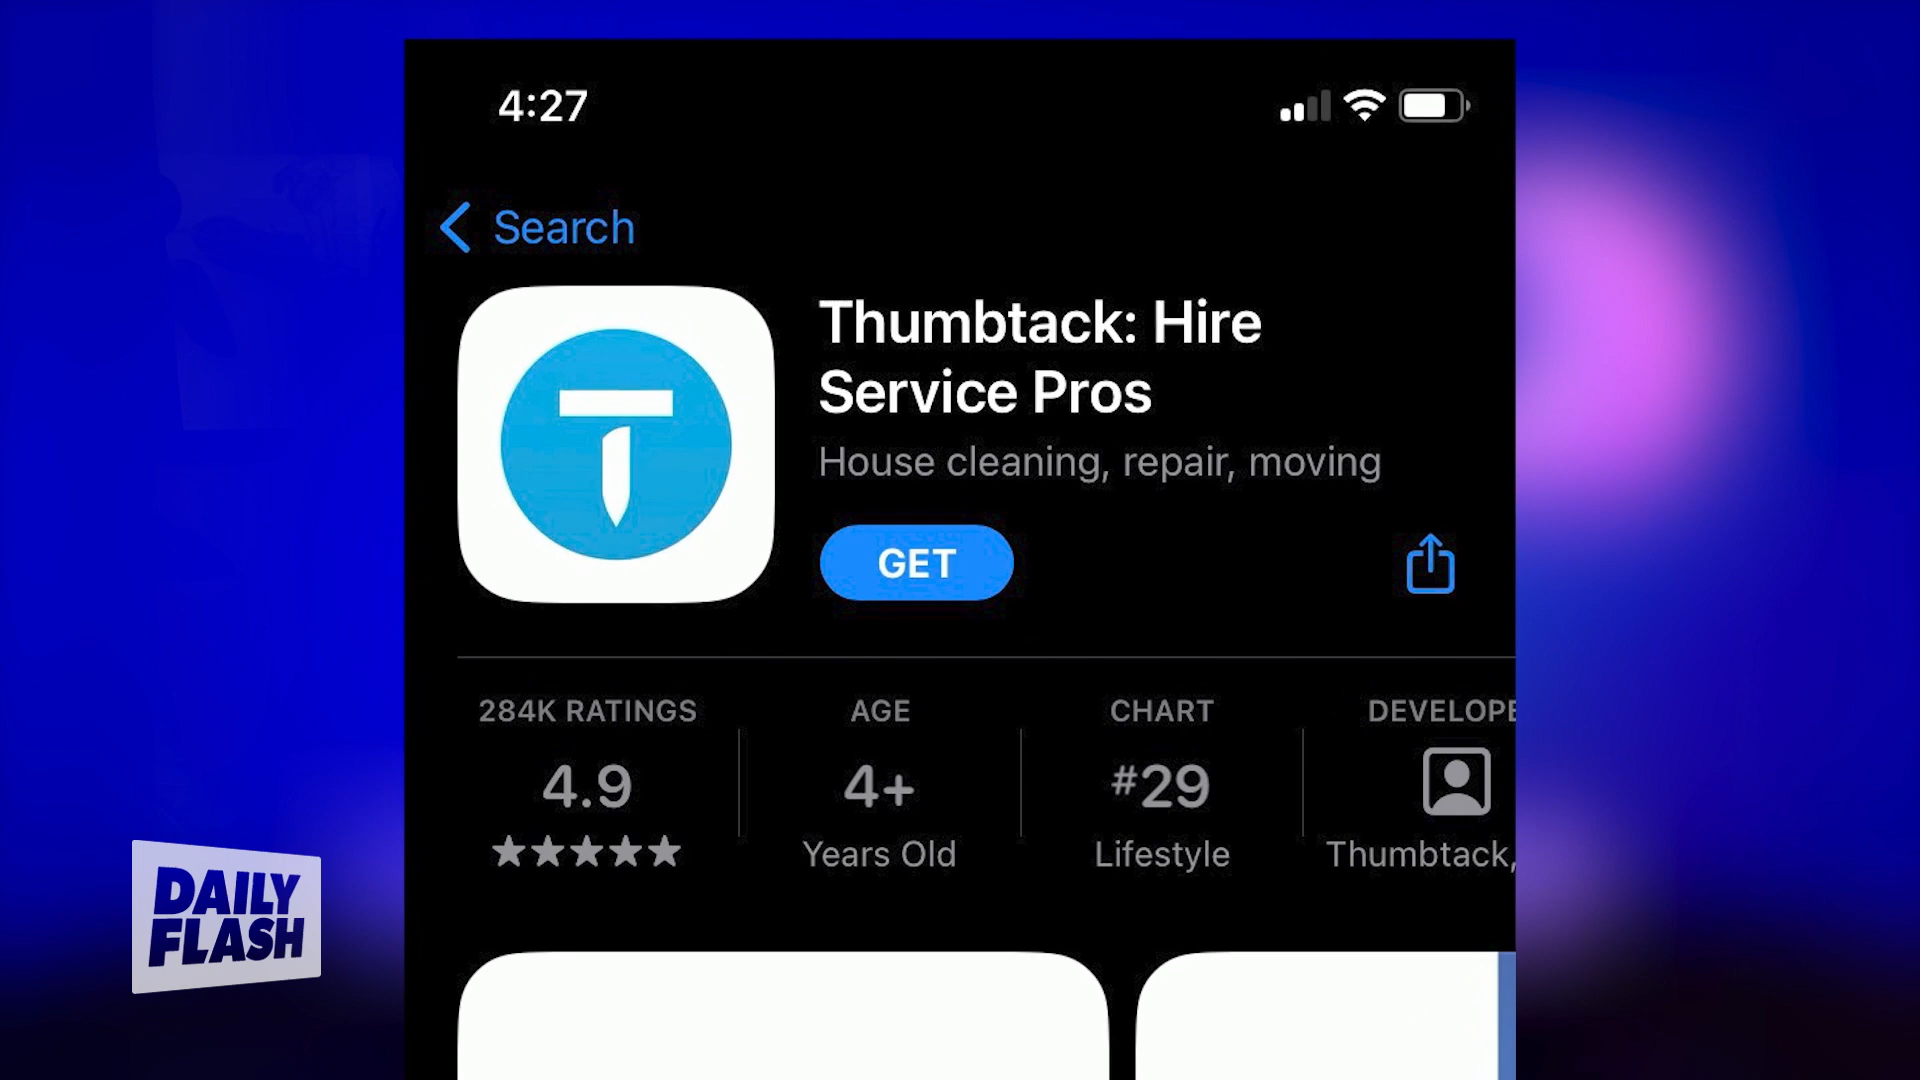 4:27
Search
Thumbtack: Hire
Service Pros
House cleaning, repair, moving
GET
284K RATINGS
AGE
CHART
DEVELOPE
4.9
4+
#29
Years Old
Lifestyle
Thumbtack,
DAILY
FLASH